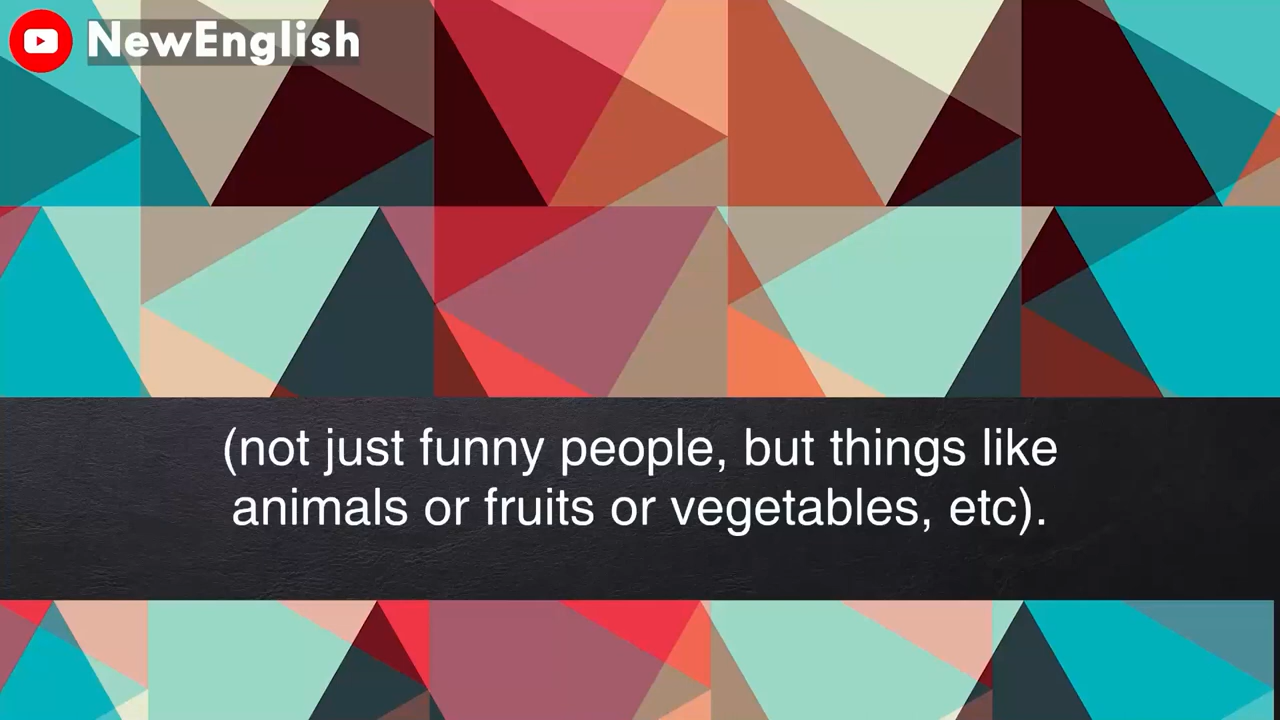 NewEnglish
(not just funny people, but things like
animals or fruits or vegetables, etc).